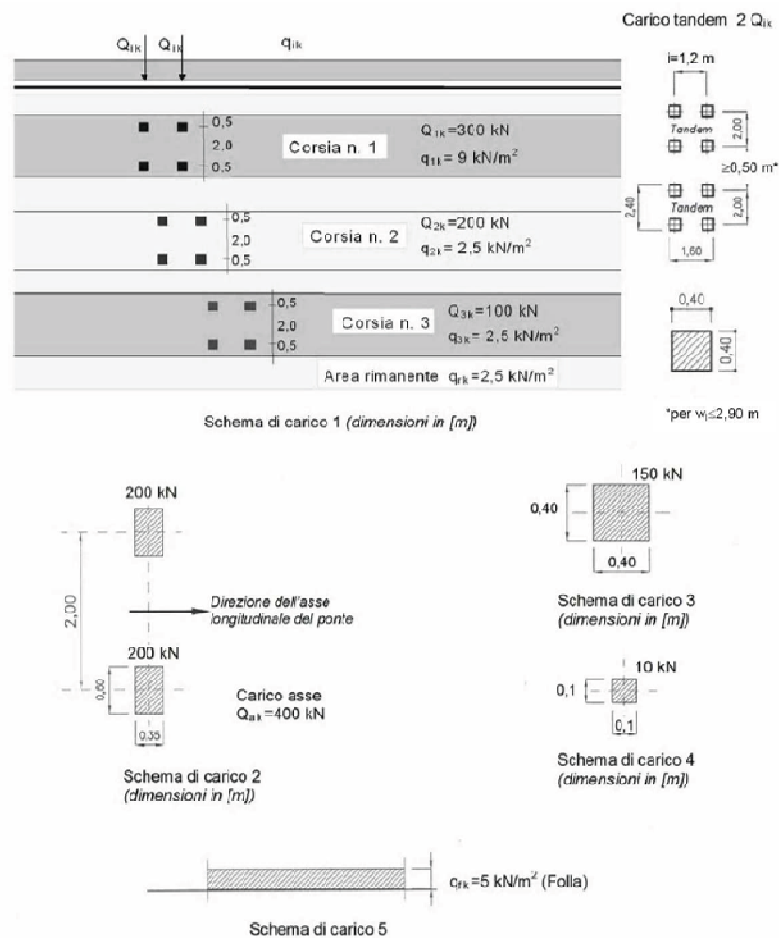 Carico tandem 2 Qik
Qik Qik qik
i=1,2 m
0,5
2,0
0,5
Corsia n. 1
Q1k=300 kN
q1k= 9 kN/m²
Tandem
2,00
≥0,50 m*
0,5
2,0
0,5
Corsia n. 2
Q2k=200 kN
q2k= 2,5 kN/m²
2,40
Tandem
2,00
1,60
0,5
2,0
0,5
Corsia n. 3
Q3k=100 kN
q3k= 2,5 kN/m²
0,40
0,40
Area rimanente qrk=2,5 kN/m²
Schema di carico 1 (dimensioni in [m])
*per wl≤2,90 m
200 kN
2,00
Direzione dell'asse
longitudinale del ponte
200 kN
0,60
0,35
Carico asse
Qak=400 kN
Schema di carico 2
(dimensioni in [m])
150 kN
0,40
0,40
Schema di carico 3
(dimensioni in [m])
10 kN
0,1
0,1
Schema di carico 4
(dimensioni in [m])
qfk=5 kN/m² (Folla)
Schema di carico 5